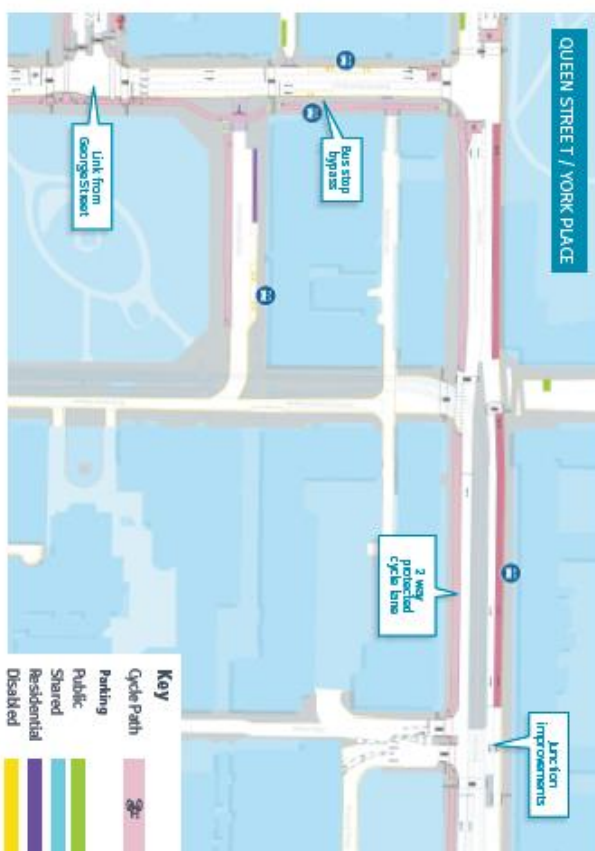 QUEEN STREET / YORK PLACE
Bus stop
bypass
Link from
George Street
2 way
protected
cycle lane
Junction
improvements
Key
Cycle Path
Parking
Public
Shared
Residential
Disabled